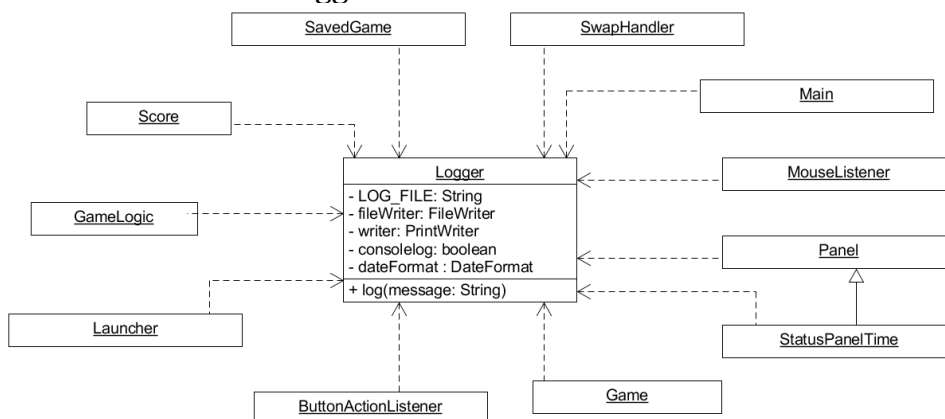 gg
SavedGame
SwapHandler
Main
Score
Logger
- LOG_FILE: String
- fileWriter: FileWriter
- writer: PrintWriter
- consolelog: boolean
- dateFormat : DateFormat
+ log(message: String)
MouseListener
GameLogic
Panel
Launcher
StatusPanelTime
ButtonActionListener
Game